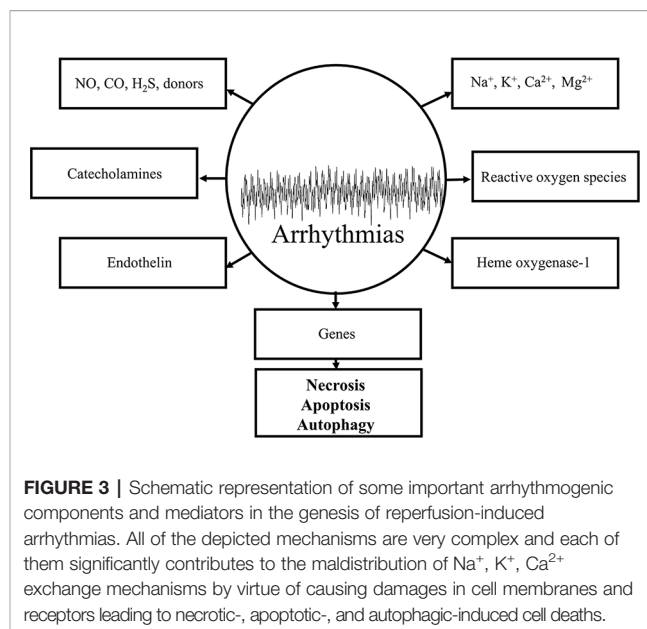 NO, CO, H₂S, donors
Na⁺, K⁺, Ca²⁺, Mg²⁺
Catecholamines
Reactive oxygen species
Arrhythmias
Endothelin
Heme oxygenase-1
Genes
Necrosis
Apoptosis
Autophagy
FIGURE 3 | Schematic representation of some important arrhythmogenic
components and mediators in the genesis of reperfusion-induced
arrhythmias. All of the depicted mechanisms are very complex and each of
them significantly contributes to the maldistribution of Na⁺, K⁺, Ca²⁺
exchange mechanisms by virtue of causing damages in cell membranes and
receptors leading to necrotic-, apoptotic-, and autophagic-induced cell deaths.